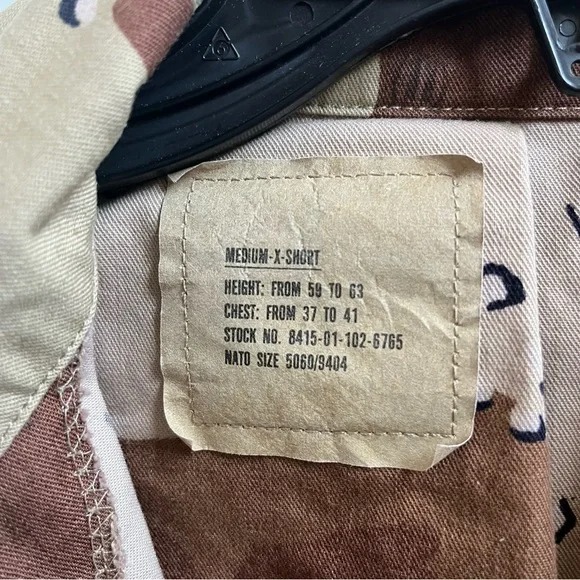 MEDIUM-X-SHORT
HEIGHT: FROM 59 TO 63
CHEST: FROM 37 TO 41
STOCK NO. 8415-01-102-6765
NATO SIZE 5060/9404